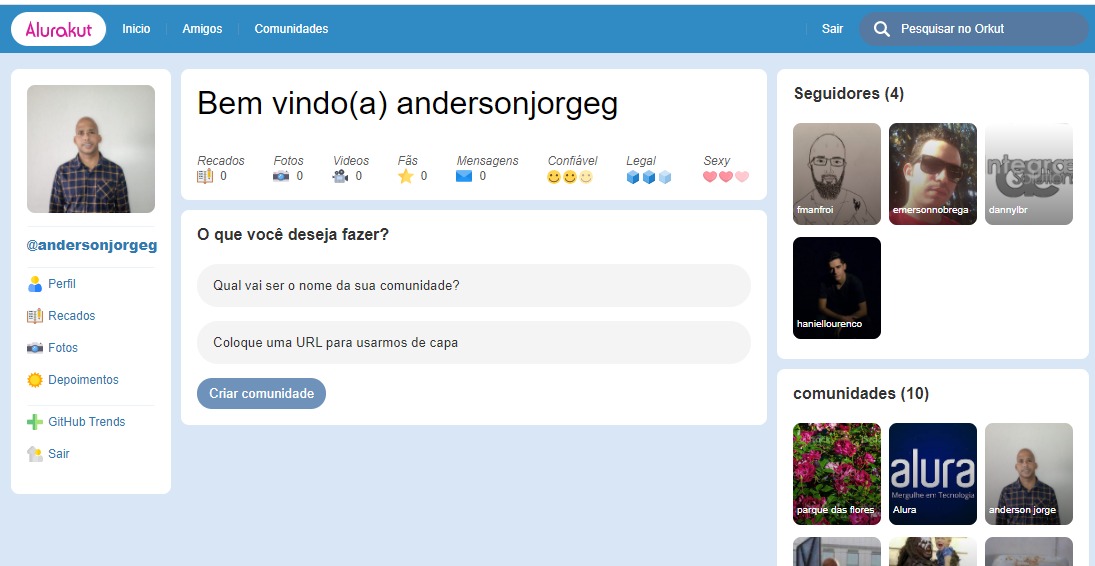 Alurakut
Inicio
Amigos
Comunidades
Sair
Pesquisar no Orkut
@andersonjorgeg
Perfil
Recados
Fotos
Depoimentos
GitHub Trends
Sair
Bem vindo(a) andersonjorgeg
Recados
0
Fotos
0
Videos
0
Fãs
0
Mensagens
0
Confiável
Legal
Sexy
O que você deseja fazer?
Qual vai ser o nome da sua comunidade?
Coloque uma URL para usarmos de capa
Criar comunidade
Seguidores (4)
fmanfroi
emersonnobrega
dannylbr
haniellourenco
comunidades (10)
parque das flores
alura
Mergulhe em Tecnologia
Alura
anderson jorge